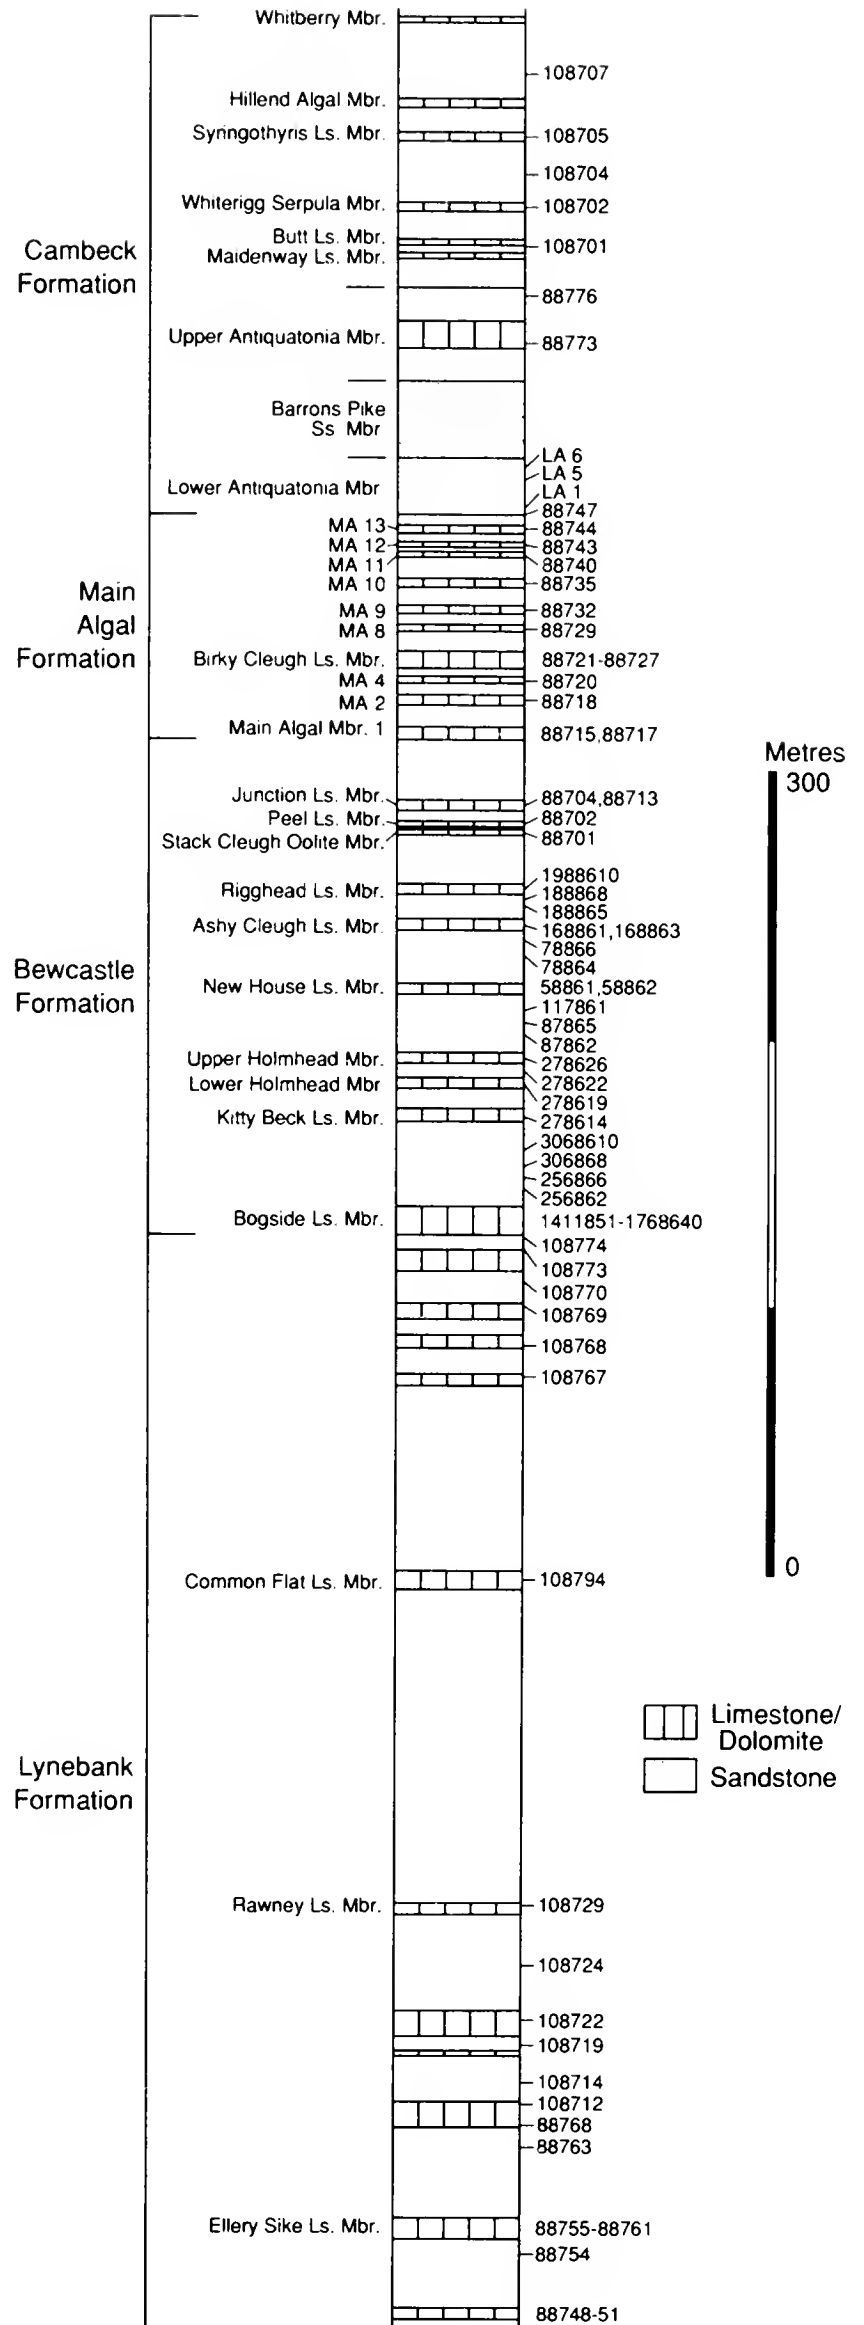 Whitberry Mbr.
108707
Hillend Algal Mbr.
Syringothyris Ls. Mbr.
108705
108704
Whiterigg Serpula Mbr.
108702
Butt Ls. Mbr.
108701
Maidenway Ls. Mbr.
Cambeck
Formation
88776
Upper Antiquatonia Mbr.
88773
Barrons Pike
Ss Mbr
LA 6
LA 5
Lower Antiquatonia Mbr
LA 1
88747
MA 13
88744
MA 12
88743
MA 11
88740
MA 10
88735
Main
Algal
Formation
MA 9
88732
MA 8
88729
Birky Cleugh Ls. Mbr.
88721-88727
MA 4
88720
MA 2
88718
Main Algal Mbr. 1
88715,88717
Metres
300
Junction Ls. Mbr.
88704,88713
Peel Ls. Mbr.
88702
Stack Cleugh Oolite Mbr.
88701
1988610
Rigghead Ls. Mbr.
188868
188865
Ashy Cleugh Ls. Mbr.
168861,168863
78866
78864
Bewcastle
Formation
New House Ls. Mbr.
58861,58862
117861
87865
87862
Upper Holmhead Mbr.
278626
Lower Holmhead Mbr
278622
278619
Kitty Beck Ls. Mbr.
278614
3068610
306868
256866
256862
Bogside Ls. Mbr.
1411851-1768640
108774
108773
108770
108769
108768
108767
0
Common Flat Ls. Mbr.
108794
Limestone/
Dolomite
Sandstone
Lynebank
Formation
Rawney Ls. Mbr.
108729
108724
108722
108719
108714
108712
88768
88763
Ellery Sike Ls. Mbr.
88755-88761
88754
88748-51